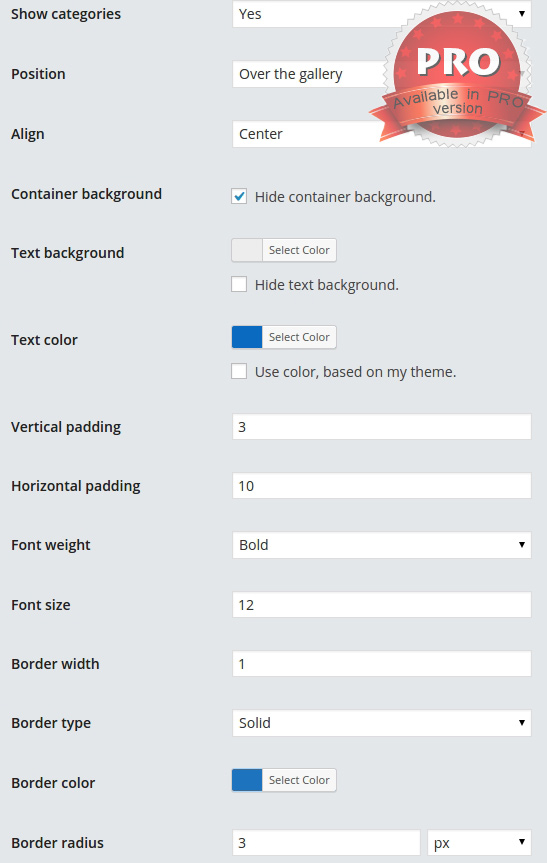 Show categories Yes
PRO
Position Over the gallery
Available in PRO
version
Align Center
Container background Hide container background.
Text background Select Color
Hide text background.
Text color Select Color
Use color, based on my theme.
Vertical padding 3
Horizontal padding 10
Font weight Bold
Font size 12
Border width 1
Border type Solid
Border color Select Color
Border radius 3 px